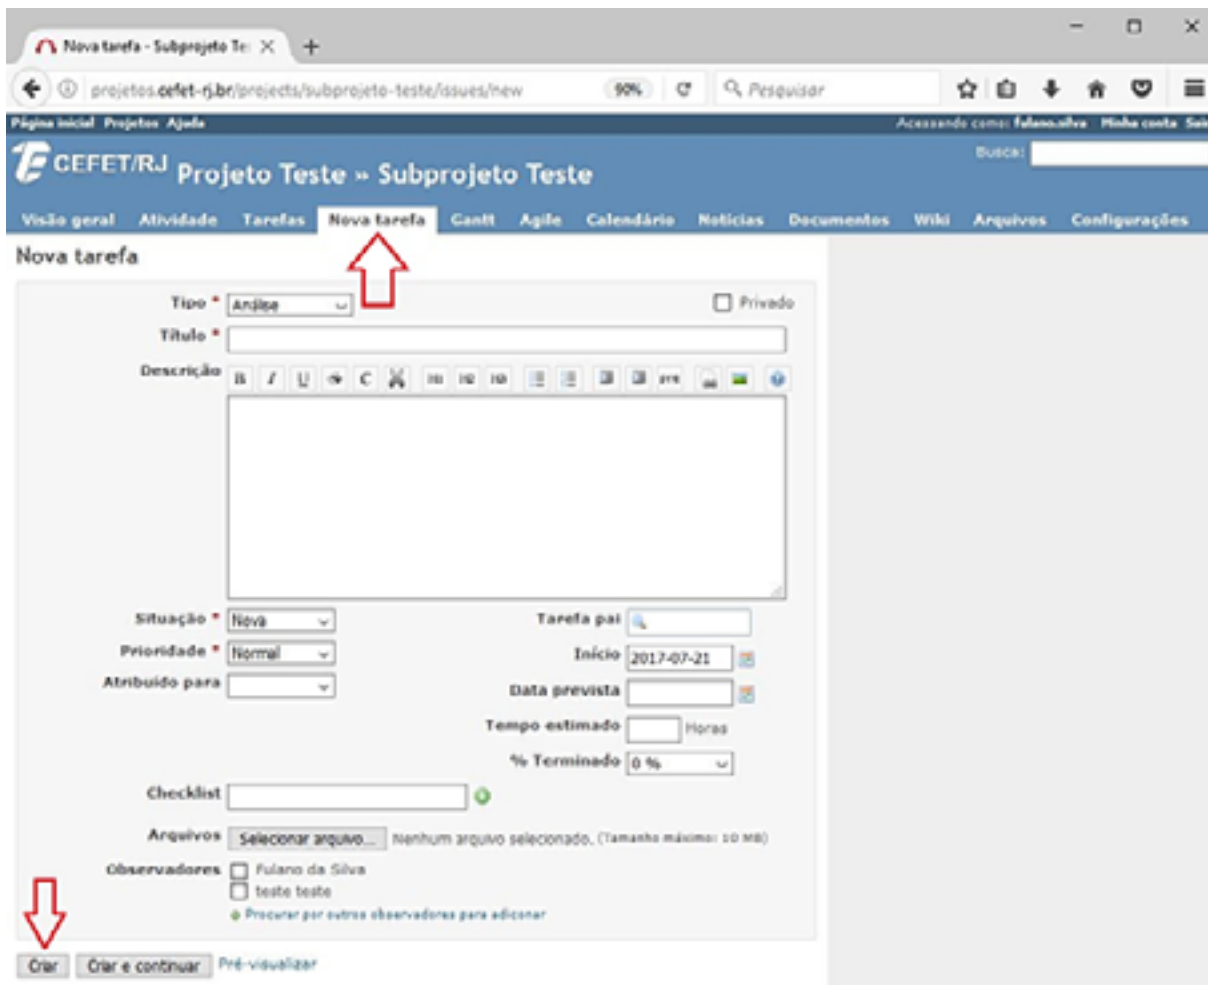 Nova tarefa - Subprojeto Te:
projetos.cefet-rj.br/projects/subprojeto-teste/issues/new 90% Pesquisar
Página inicial Projetos Ajuda Acessando como: fulano.silva Minha conta Sair
CEFET/RJ Projeto Teste » Subprojeto Teste Busca:
Visão geral Atividade Tarefas Nova tarefa Gantt Agile Calendário Notícias Documentos Wiki Arquivos Configurações
Nova tarefa
Tipo * Análise Privado
Título *
Descrição B I U S C H1 H2 H3
Situação * Nova Tarefa pai
Prioridade * Normal Início 2017-07-21
Atribuído para Data prevista
Tempo estimado Horas
% Terminado 0 %
Checklist
Arquivos Selecionar arquivo... Nenhum arquivo selecionado. (Tamanho máximo: 10 MB)
Observadores Fulano da Silva
teste teste
Procurar por outros observadores para adicionar
Criar Criar e continuar Pré-visualizar